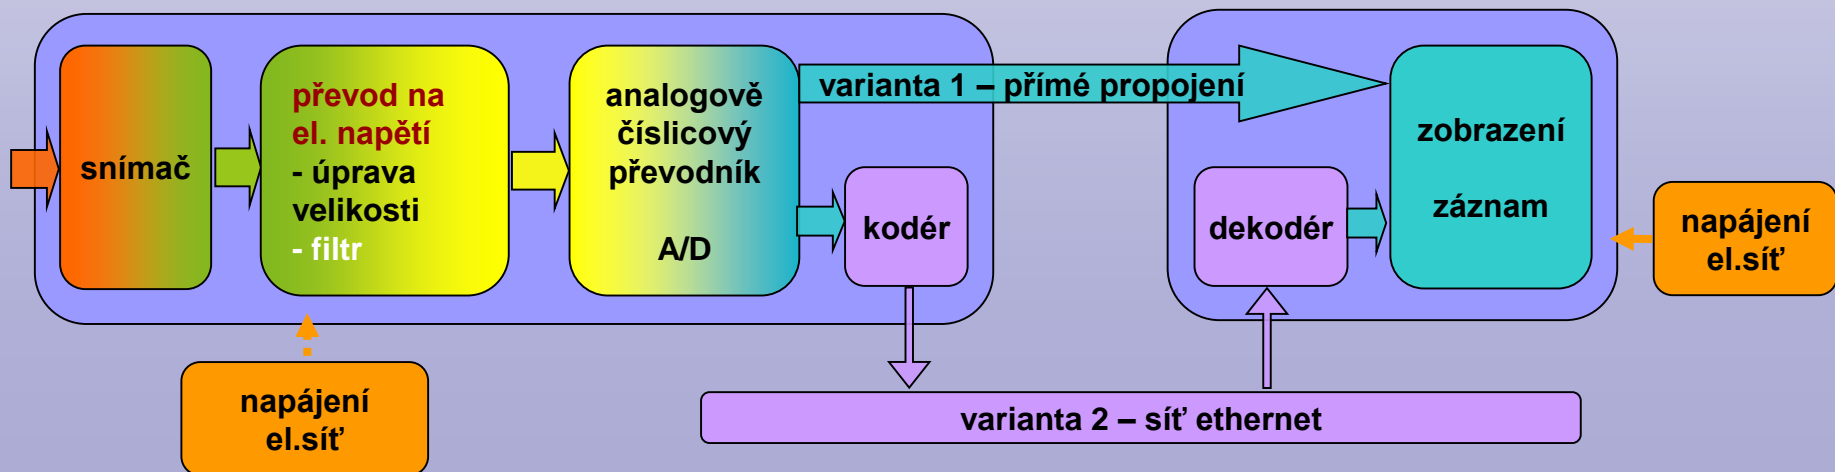 snímač
převod na
el. napětí
- úprava
velikosti
- filtr
analogově
číslicový
převodník
A/D
varianta 1 – přímé propojení
kodér
dekodér
zobrazení
záznam
napájení
el.síť
napájení
el.síť
varianta 2 – síť ethernet